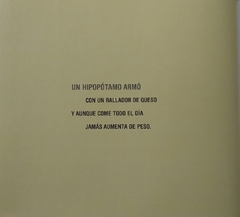 UN HIPOPÓTAMO ARMÓ
CON UN RALLADOR DE QUESO
Y AUNQUE COME TODO EL DÍA
JAMÁS AUMENTA DE PESO.